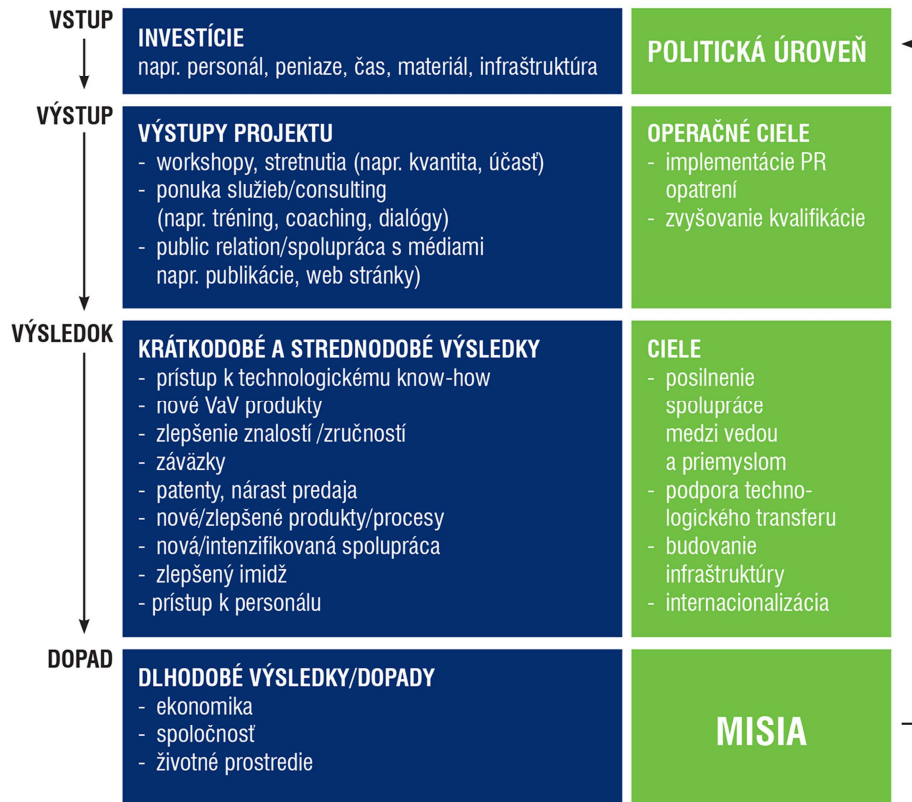 VSTUP
INVESTÍCIE
napr. personál, peniaze, čas, materiál, infraštruktúra
POLITICKÁ ÚROVEŇ
VÝSTUP
VÝSTUPY PROJEKTU
- workshopy, stretnutia (napr. kvantita, účasť)
- ponuka služieb/consulting
(napr. tréning, coaching, dialógy)
- public relation/spolupráca s médiami
napr. publikácie, web stránky)
OPERAČNÉ CIELE
- implementácie PR
opatrení
- zvyšovanie kvalifikácie
VÝSLEDOK
KRÁTKODOBÉ A STREDNODOBÉ VÝSLEDKY
- prístup k technologickému know-how
- nové VaV produkty
- zlepšenie znalostí /zručností
- záväzky
- patenty, nárast predaja
- nové/zlepšené produkty/procesy
- nová/intenzifikovaná spolupráca
- zlepšený imidž
- prístup k personálu
CIELE
- posilnenie
spolupráce
medzi vedou
a priemyslom
- podpora techno-
logického transferu
- budovanie
infraštruktúry
- internacionalizácia
DOPAD
DLHODOBÉ VÝSLEDKY/DOPADY
- ekonomika
- spoločnosť
- životné prostredie
MISIA